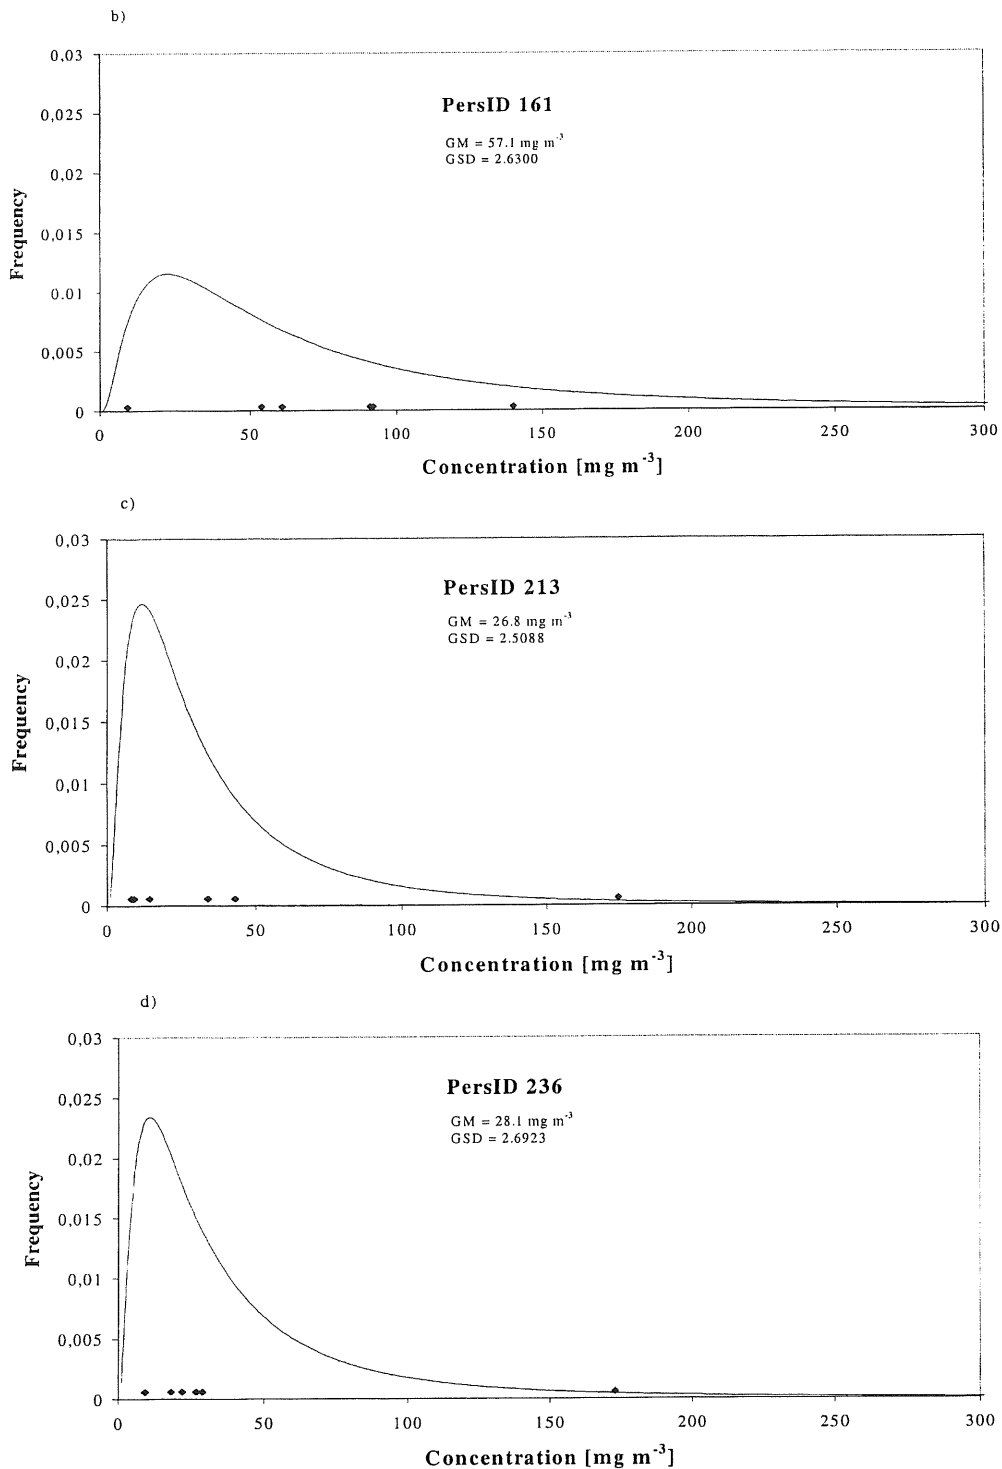 b)
0.03
0,025
0,02
0,015
0.01
0,005
0
Frequency
PersID 161
GM = 57.1 mg m⁻³
GSD = 2.6300
0 50 100 150 200 250 300
Concentration [mg m⁻³]
c)
0,03
0,025
0,02
0,015
0,01
0,005
0
Frequency
PersID 213
GM = 26.8 mg m⁻³
GSD = 2.5088
0 50 100 150 200 250 300
Concentration [mg m⁻³]
d)
0,03
0,025
0,02
0,015
0,01
0,005
0
Frequency
PersID 236
GM = 28.1 mg m⁻³
GSD = 2.6923
0 50 100 150 200 250 300
Concentration [mg m⁻³]